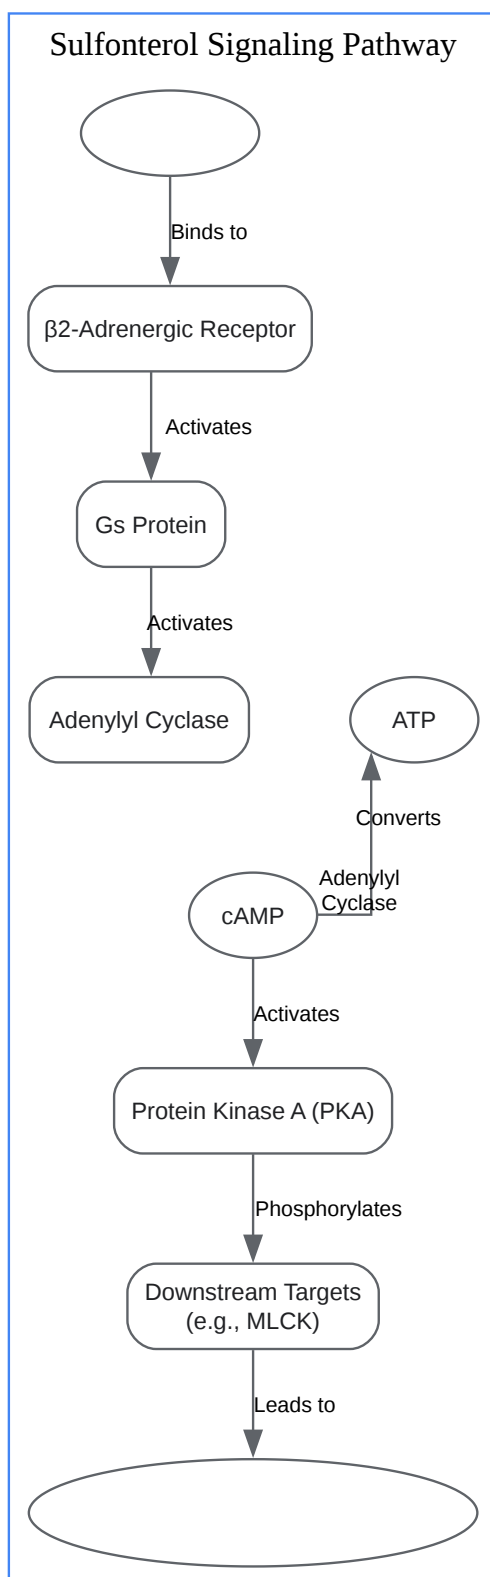 Sulfonterol Signaling Pathway
Binds to
β2-Adrenergic Receptor
Activates
Gs Protein
Activates
Adenylyl Cyclase
ATP
Converts
Adenylyl
Cyclase
cAMP
Activates
Protein Kinase A (PKA)
Phosphorylates
Downstream Targets
(e.g., MLCK)
Leads to